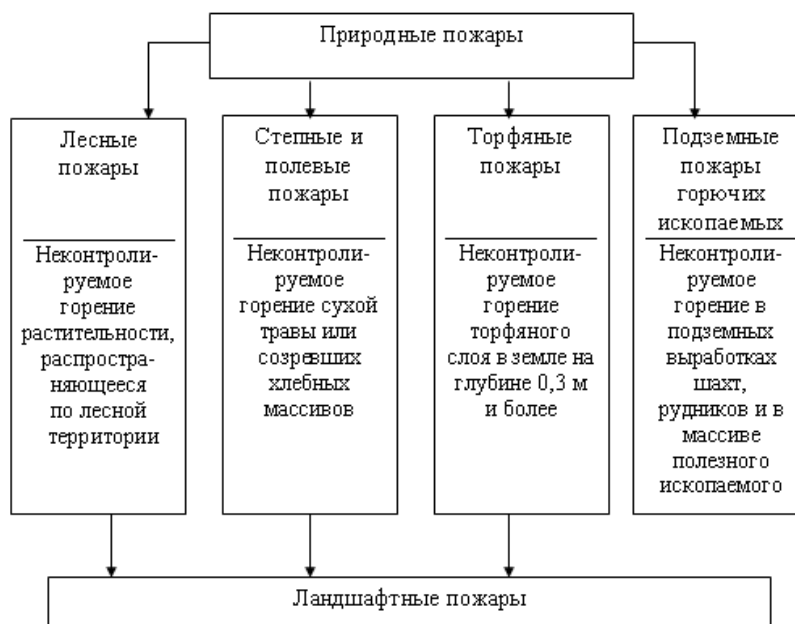 Природные пожары
Лесные
пожары
Неконтроли-
руемое
горение
растительности,
распростра-
няющееся
по лесной
территории
Степные и
полевые
пожары
Неконтроли-
руемое
горение сухой
травы или
созревших
хлебных
массивов
Торфяные
пожары
Неконтроли-
руемое
горение
торфяного
слоя в земле на
глубине 0,3 м
и более
Подземные
пожары
горючих
ископаемых
Неконтроли-
руемое
горение в
подземных
выработках
шахт,
рудников и в
массиве
полезного
ископаемого
Ландшафтные пожары